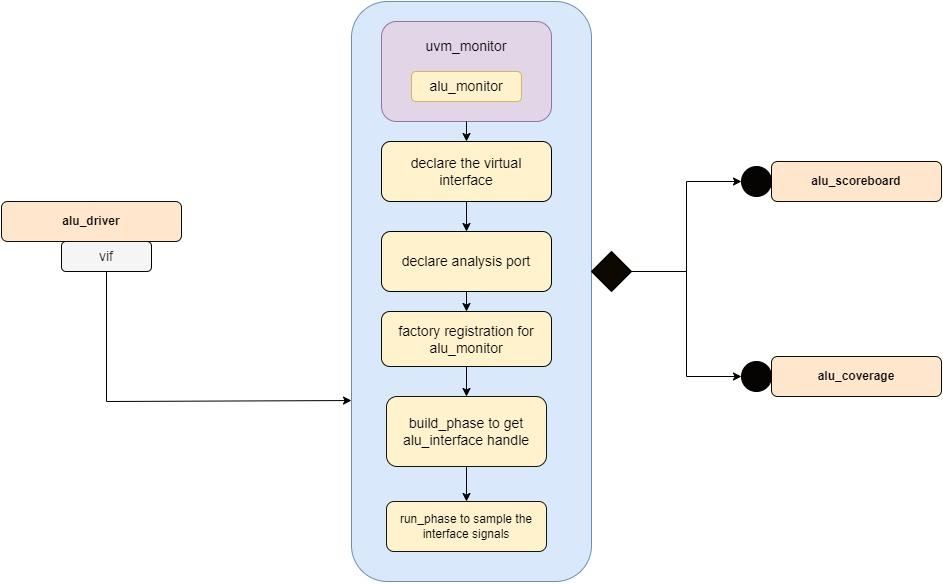 uvm_monitor
alu_monitor
declare the virtual
interface
declare analysis port
factory registration for
alu_monitor
build_phase to get
alu_interface handle
run_phase to sample the
interface signals
alu_driver
vif
alu_scoreboard
alu_coverage